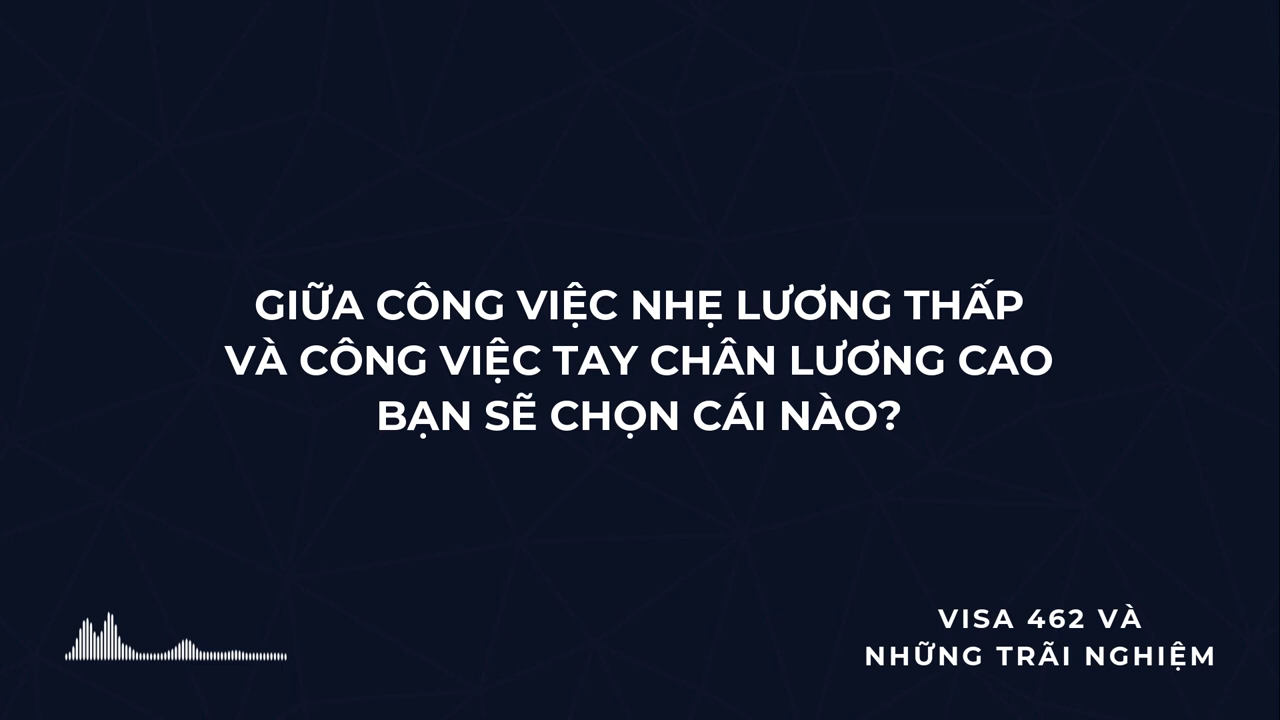 GIỮA CÔNG VIỆC NHẸ LƯƠNG THẤP
VÀ CÔNG VIỆC TAY CHÂN LƯƠNG CAO
BẠN SẼ CHỌN CÁI NÀO?
VISA 462 VÀ
NHỮNG TRÃI NGHIỆM